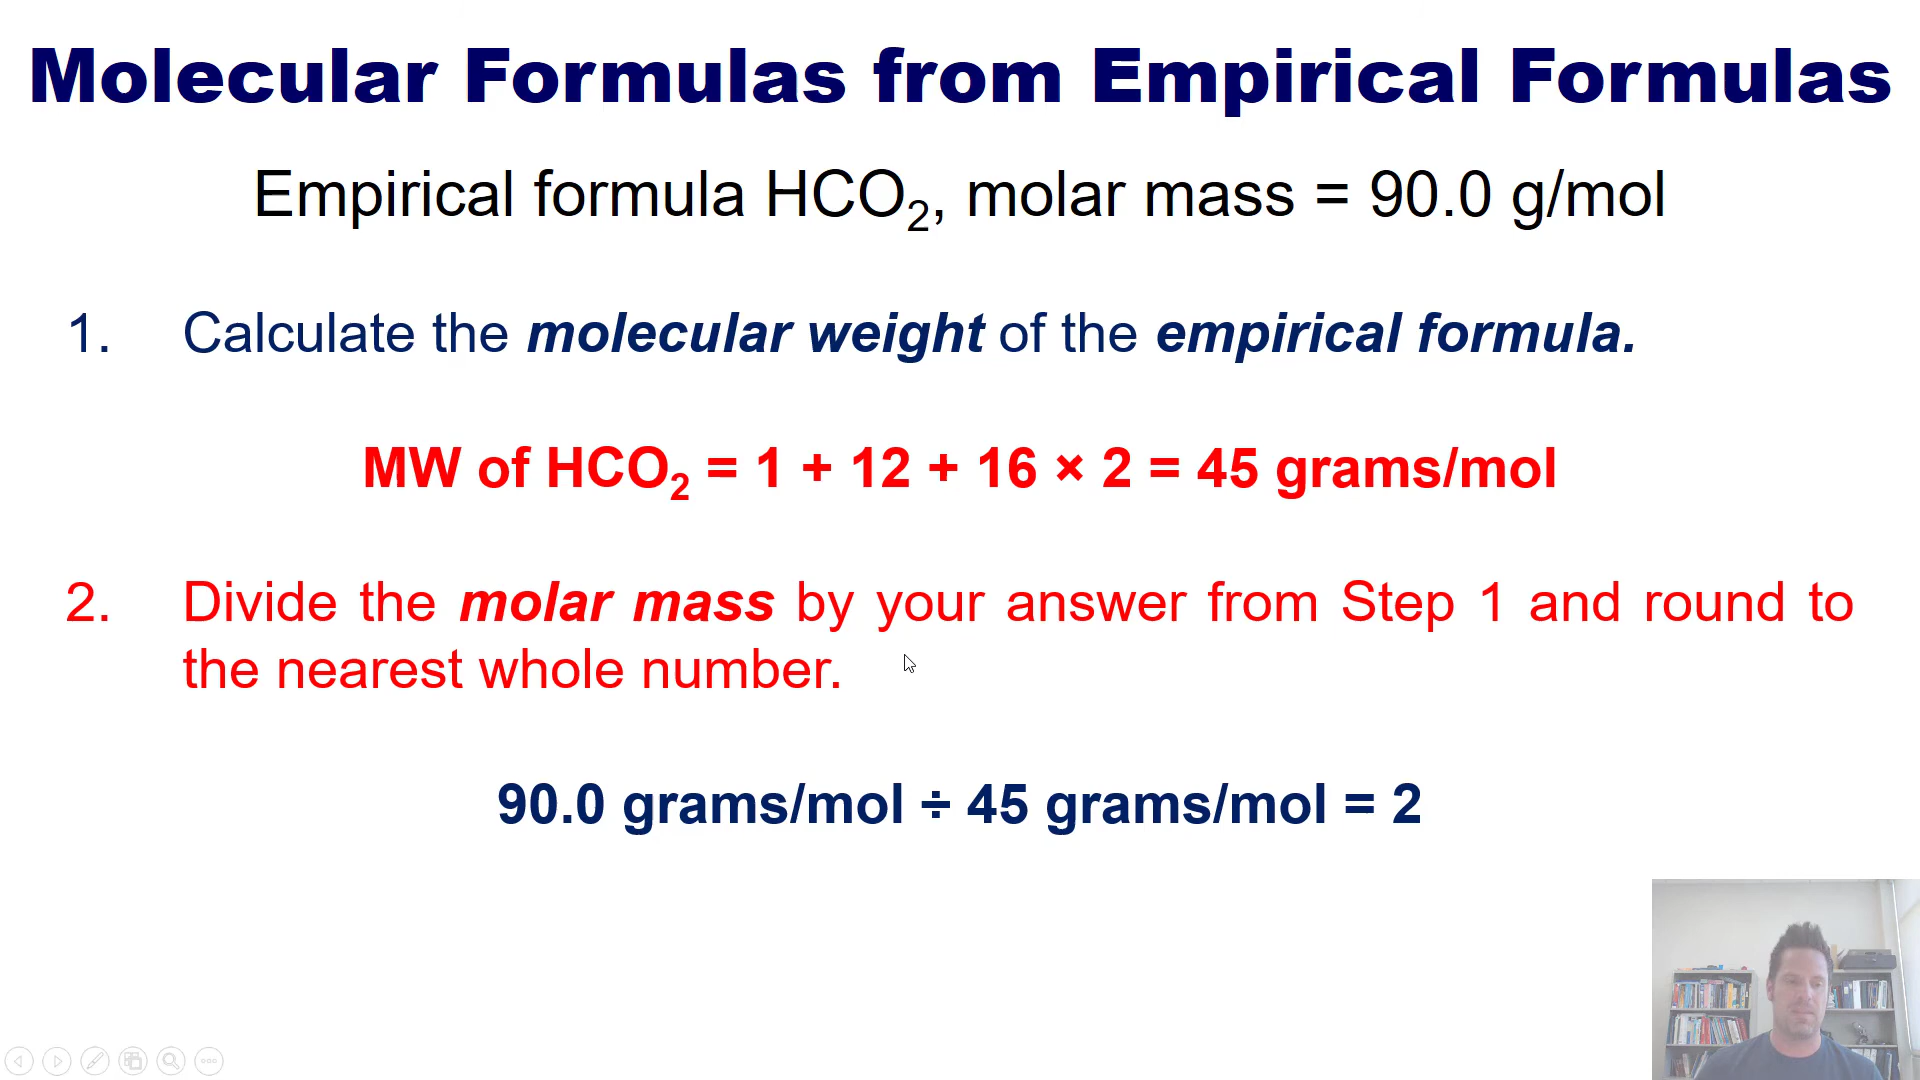 Molecular Formulas from Empirical Formulas
Empirical formula HCO₂, molar mass = 90.0 g/mol
1. Calculate the molecular weight of the empirical formula.
MW of HCO₂ = 1 + 12 + 16 × 2 = 45 grams/mol
2. Divide the molar mass by your answer from Step 1 and round to
the nearest whole number.
90.0 grams/mol ÷ 45 grams/mol = 2